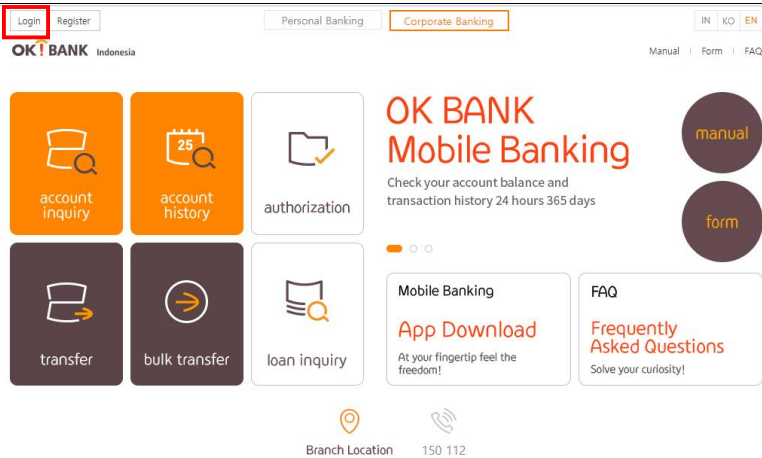 Login Register Personal Banking Corporate Banking IN KO EN
OK! BANK Indonesia Manual Form FAQ
account
inquiry
25
account
history
authorization
OK BANK
Mobile Banking
Check your account balance and
transaction history 24 hours 365 days
manual
form
transfer
bulk transfer
loan inquiry
Mobile Banking
App Download
At your fingertip feel the
freedom!
FAQ
Frequently
Asked Questions
Solve your curiosity!
Branch Location 150 112